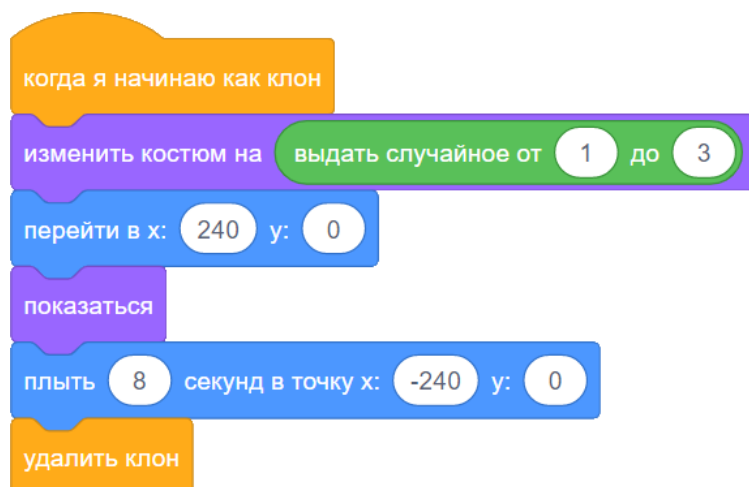 когда я начинаю как клон
изменить костюм на выдать случайное от 1 до 3
перейти в x: 240 y: 0
показаться
плыть 8 секунд в точку x: -240 y: 0
удалить клон